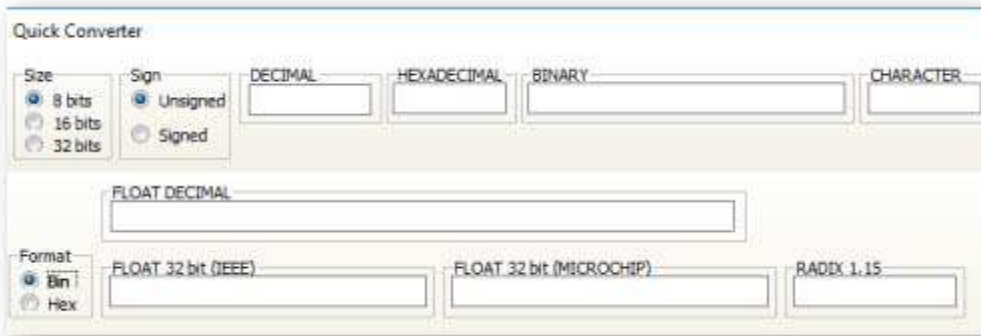 Quick Converter
Size Sign DECIMAL HEXADECIMAL BINARY CHARACTER
8 bits Unsigned
16 bits
Signed
32 bits
FLOAT DECIMAL
Format
FLOAT 32 bit (IEEE) FLOAT 32 bit (MICROCHIP) RADIX 1.15
Bin
Hex